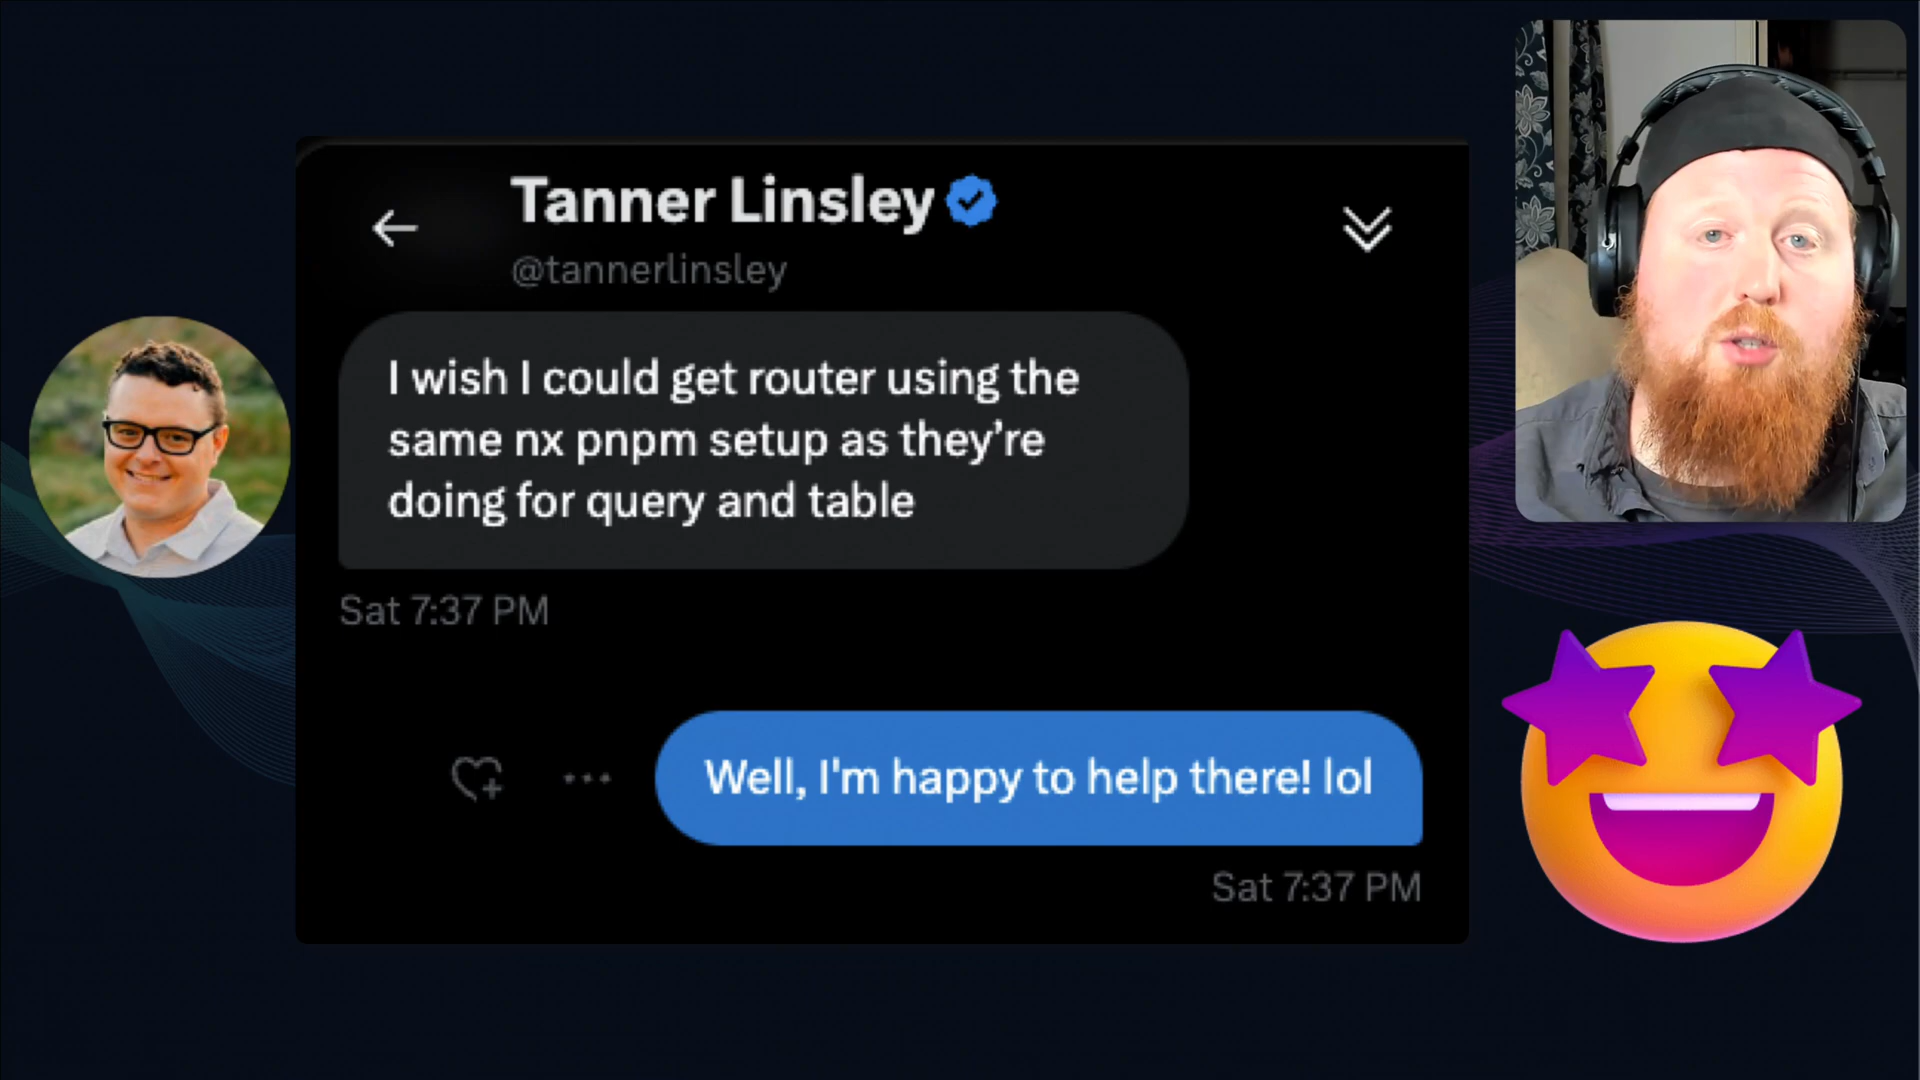 Tanner Linsley
@tannerlinsley
I wish I could get router using the
same nx pnpm setup as they’re
doing for query and table
Sat 7:37 PM
Well, I'm happy to help there! lol
Sat 7:37 PM